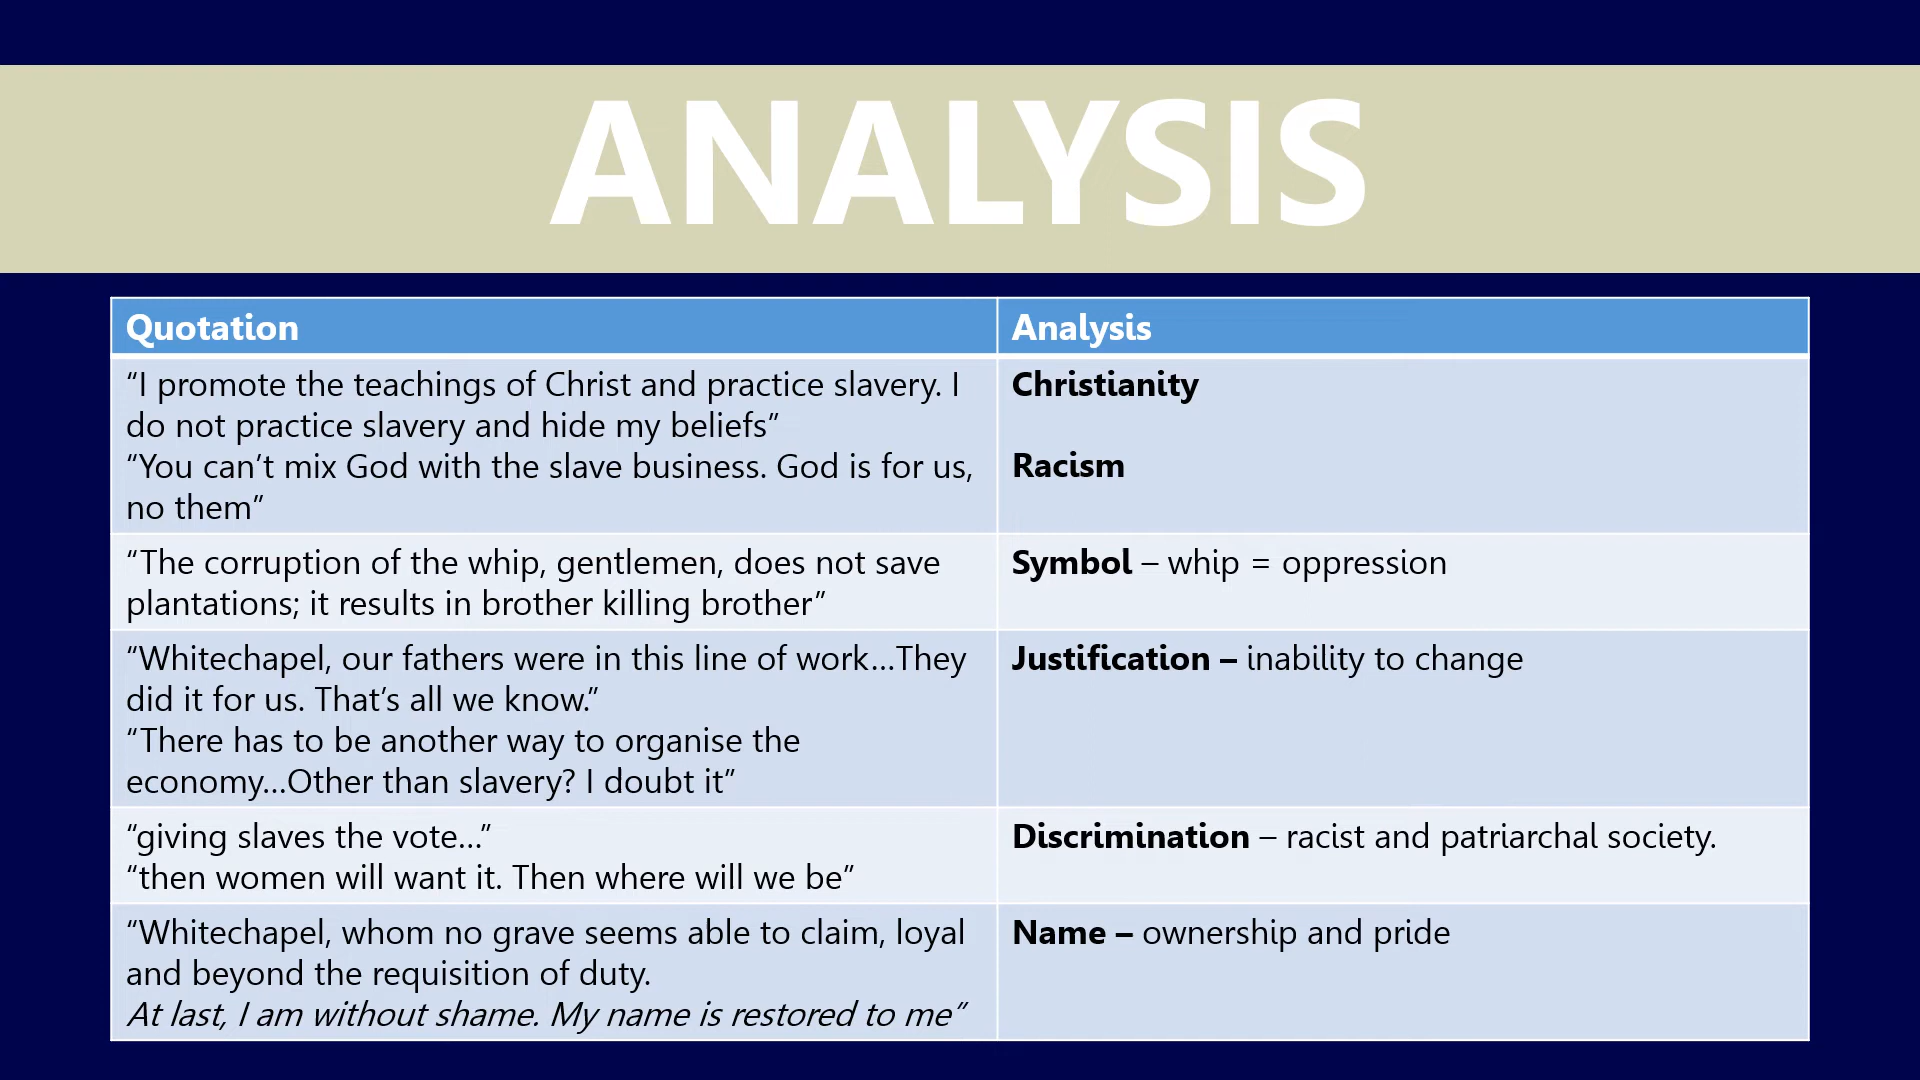 ANALYSIS
Quotation
Analysis
“I promote the teachings of Christ and practice slavery. I
do not practice slavery and hide my beliefs”
“You can’t mix God with the slave business. God is for us,
no them”
Christianity
Racism
“The corruption of the whip, gentlemen, does not save
plantations; it results in brother killing brother”
Symbol – whip = oppression
“Whitechapel, our fathers were in this line of work…They
did it for us. That’s all we know.”
“There has to be another way to organise the
economy…Other than slavery? I doubt it”
Justification – inability to change
“giving slaves the vote…”
“then women will want it. Then where will we be”
Discrimination – racist and patriarchal society.
“Whitechapel, whom no grave seems able to claim, loyal
and beyond the requisition of duty.
At last, I am without shame. My name is restored to me”
Name – ownership and pride